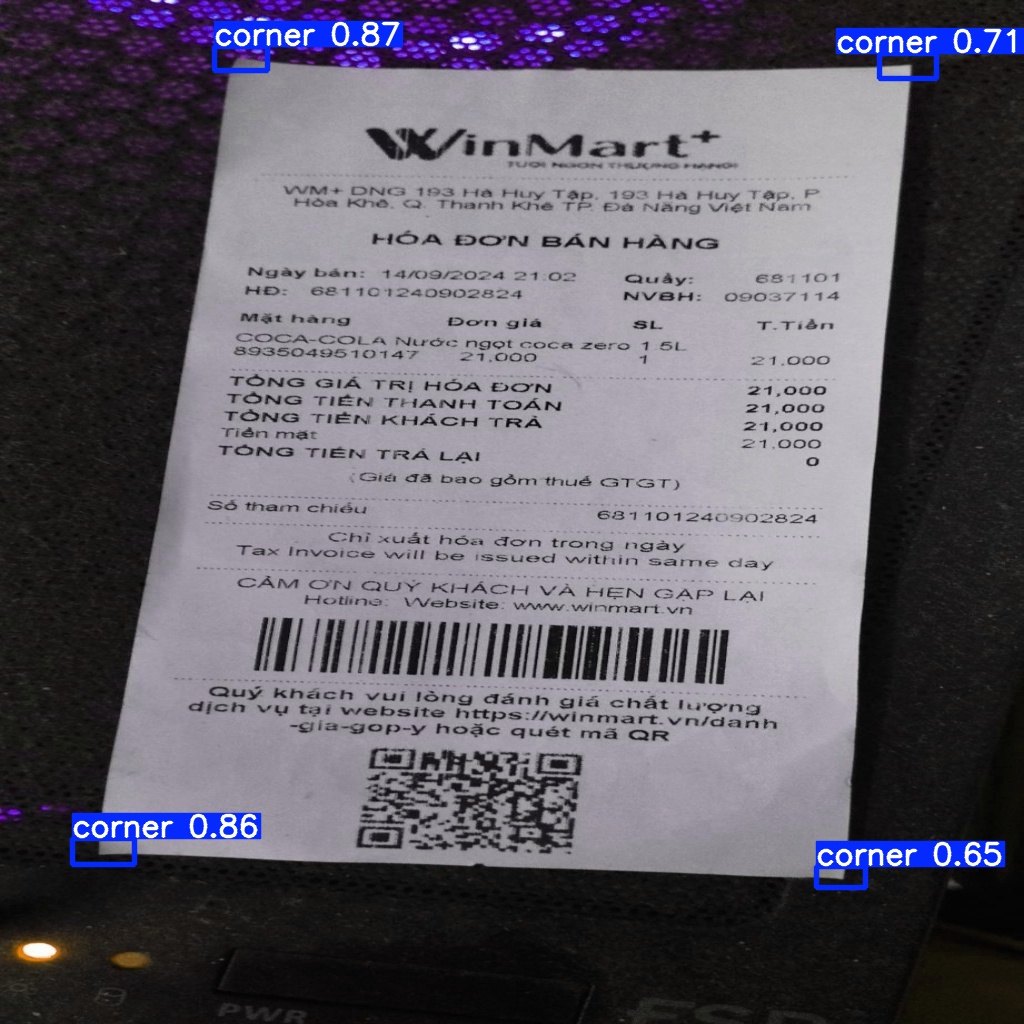 corner 0.87
corner 0.71
WinMart+
TƯƠI NGON THƯỢNG HẠNG!
WM+ DNG 193 Hà Huy Tập, 193 Hà Huy Tập, P
Hòa Khê, Q. Thanh Khê TP. Đà Nẵng Việt Nam
HÓA ĐƠN BÁN HÀNG
Ngày bán: 14/09/2024 21:02 Quầy: 681101
HĐ: 681101240902824 NVBH: 09037114
Mặt hàng Đơn giá SL T.Tiền
COCA-COLA Nước ngọt coca zero 1.5L
8935049510147 21,000 1 21,000
TỔNG GIÁ TRỊ HÓA ĐƠN 21,000
TỔNG TIỀN THANH TOÁN 21,000
TỔNG TIỀN KHÁCH TRẢ 21,000
Tiền mặt 21,000
TỔNG TIỀN TRẢ LẠI 0
(Giá đã bao gồm thuế GTGT)
Số tham chiếu 681101240902824
Chỉ xuất hóa đơn trong ngày
Tax Invoice will be issued within same day
CẢM ƠN QUÝ KHÁCH VÀ HẸN GẶP LẠI
Hotline: Website: www.winmart.vn
Quý khách vui lòng đánh giá chất lượng
dịch vụ tại website https://winmart.vn/danh
-gia-gop-y hoặc quét mã QR
corner 0.86
corner 0.65
PWR